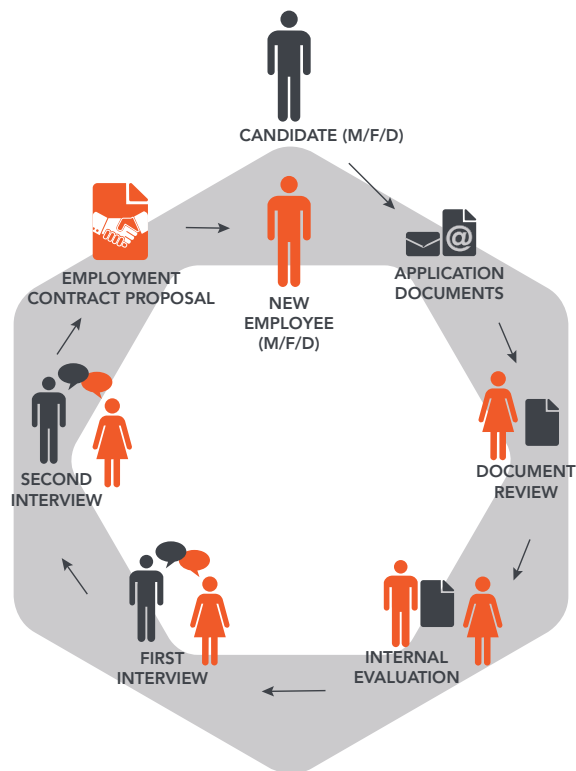 CANDIDATE (M/F/D)
@
APPLICATION
DOCUMENTS
DOCUMENT
REVIEW
INTERNAL
EVALUATION
FIRST
INTERVIEW
SECOND
INTERVIEW
EMPLOYMENT
CONTRACT PROPOSAL
NEW
EMPLOYEE
(M/F/D)